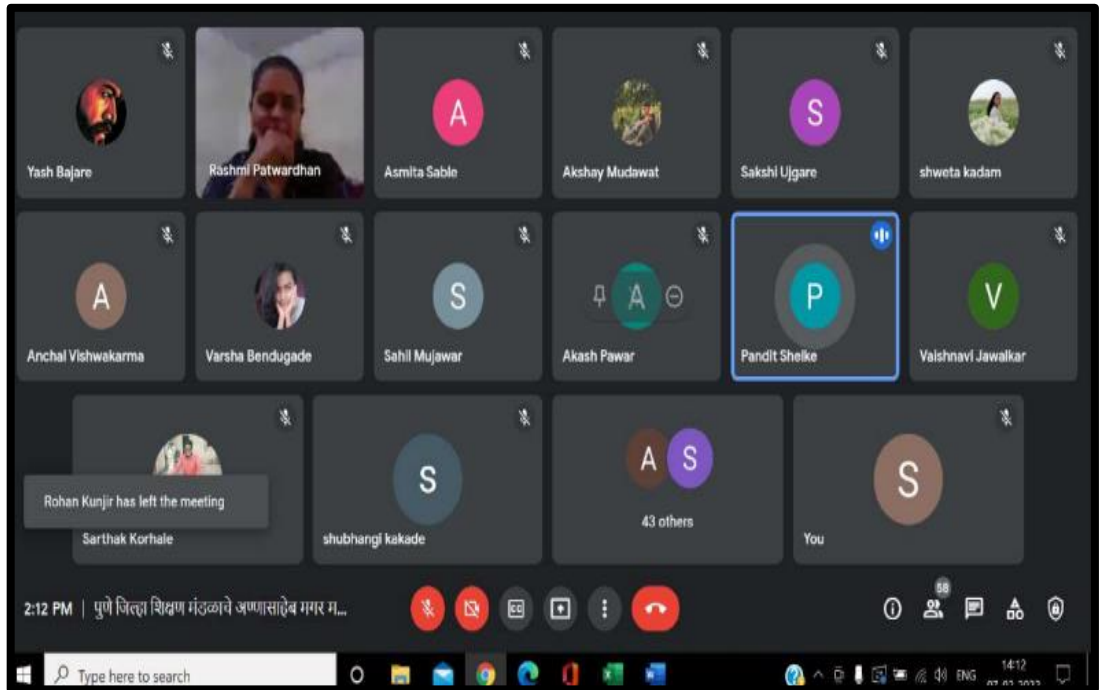 Yash Bajare
Rashmi Patwardhan
A
Asmita Sable
Akshay Mudawat
S
Sakshi Ujgare
shweta kadam
A
Anchal Vishwakarma
Varsha Bendugade
S
Sahil Mujawar
A
Akash Pawar
P
Pandit Shelke
V
Vaishnavi Jawalkar
Rohan Kunjir has left the meeting
Sarthak Korhale
S
shubhangi kakade
A S
43 others
S
You
2:12 PM | पुणे जिल्हा शिक्षण मंडळाचे अण्णासाहेब मगर म...
CC
58
Type here to search
ENG
14:12